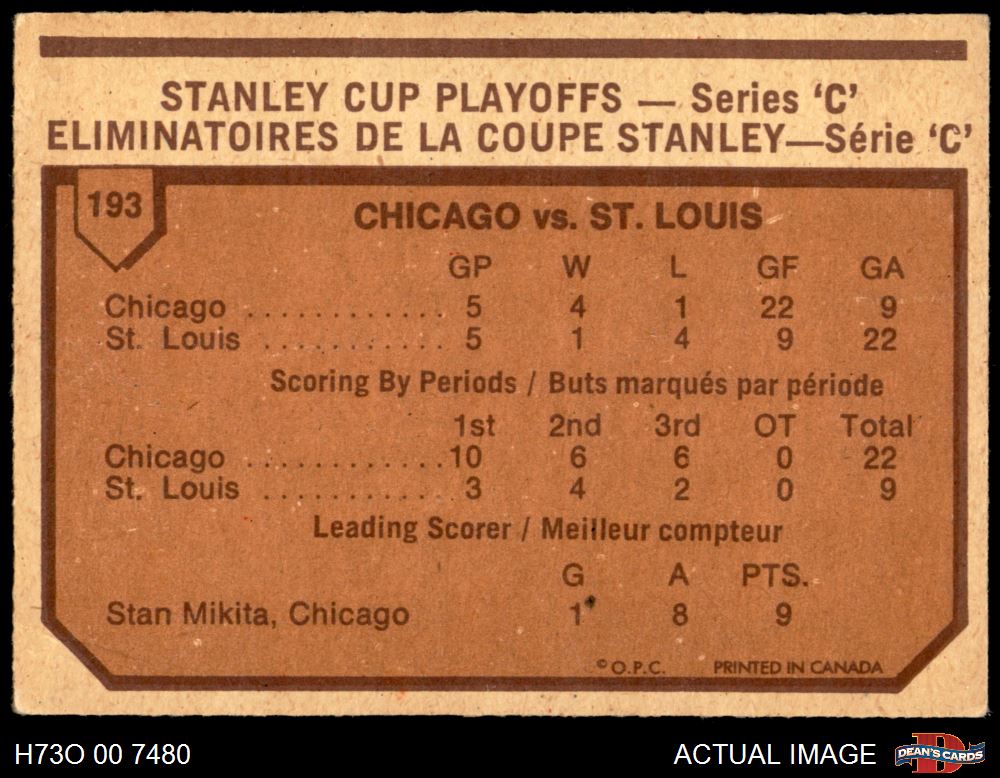 STANLEY CUP PLAYOFFS — Series 'C'
ELIMINATOIRES DE LA COUPE STANLEY—Série 'C'
193
CHICAGO vs. ST. LOUIS
GP W L GF GA
Chicago . . . . . . . . . . . . 5 4 1 22 9
St. Louis . . . . . . . . . . . 5 1 4 9 22
Scoring By Periods / Buts marqués par période
1st 2nd 3rd OT Total
Chicago . . . . . . . . . . . . 10 6 6 0 22
St. Louis . . . . . . . . . . . 3 4 2 0 9
Leading Scorer / Meilleur compteur
G A PTS.
Stan Mikita, Chicago 1 8 9
© O.P.C. PRINTED IN CANADA
H73O 00 7480 ACTUAL IMAGE DEAN'S CARDS